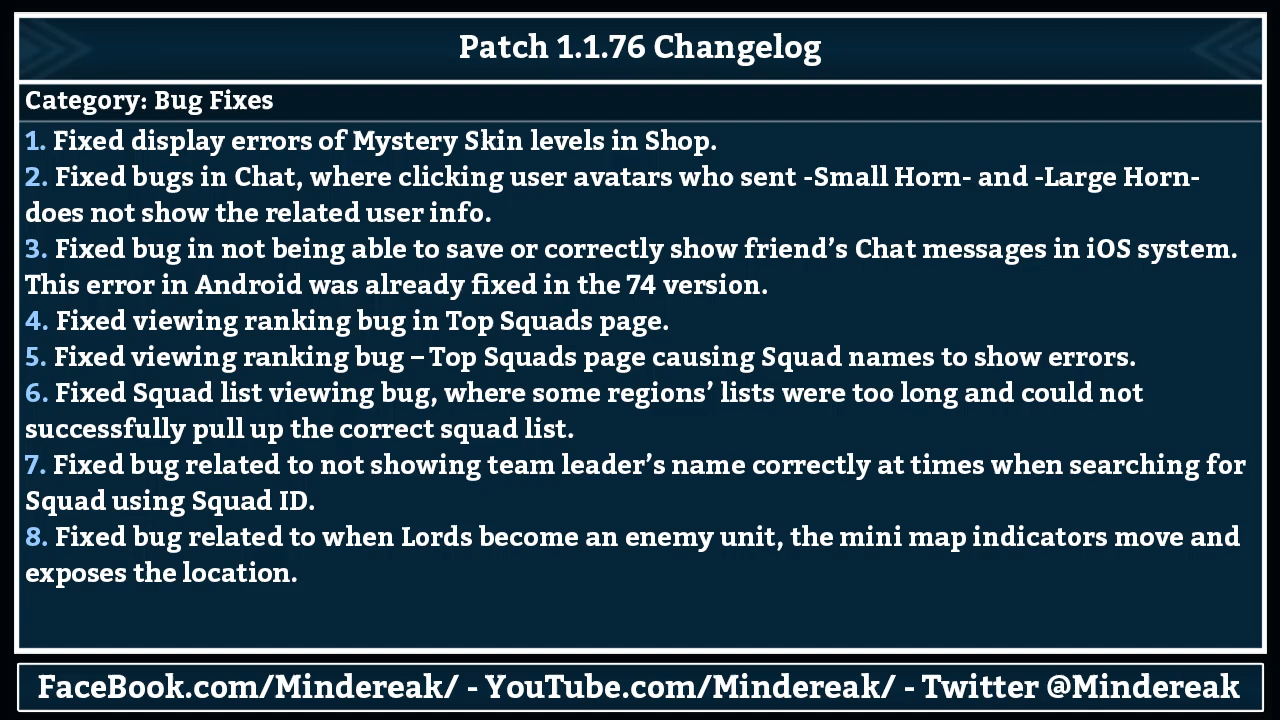 Patch 1.1.76 Changelog
Category: Bug Fixes
1. Fixed display errors of Mystery Skin levels in Shop.
2. Fixed bugs in Chat, where clicking user avatars who sent -Small Horn- and -Large Horn-
does not show the related user info.
3. Fixed bug in not being able to save or correctly show friend’s Chat messages in iOS system.
This error in Android was already fixed in the 74 version.
4. Fixed viewing ranking bug in Top Squads page.
5. Fixed viewing ranking bug – Top Squads page causing Squad names to show errors.
6. Fixed Squad list viewing bug, where some regions’ lists were too long and could not
successfully pull up the correct squad list.
7. Fixed bug related to not showing team leader’s name correctly at times when searching for
Squad using Squad ID.
8. Fixed bug related to when Lords become an enemy unit, the mini map indicators move and
exposes the location.
FaceBook.com/Mindereak/ - YouTube.com/Mindereak/ - Twitter @Mindereak